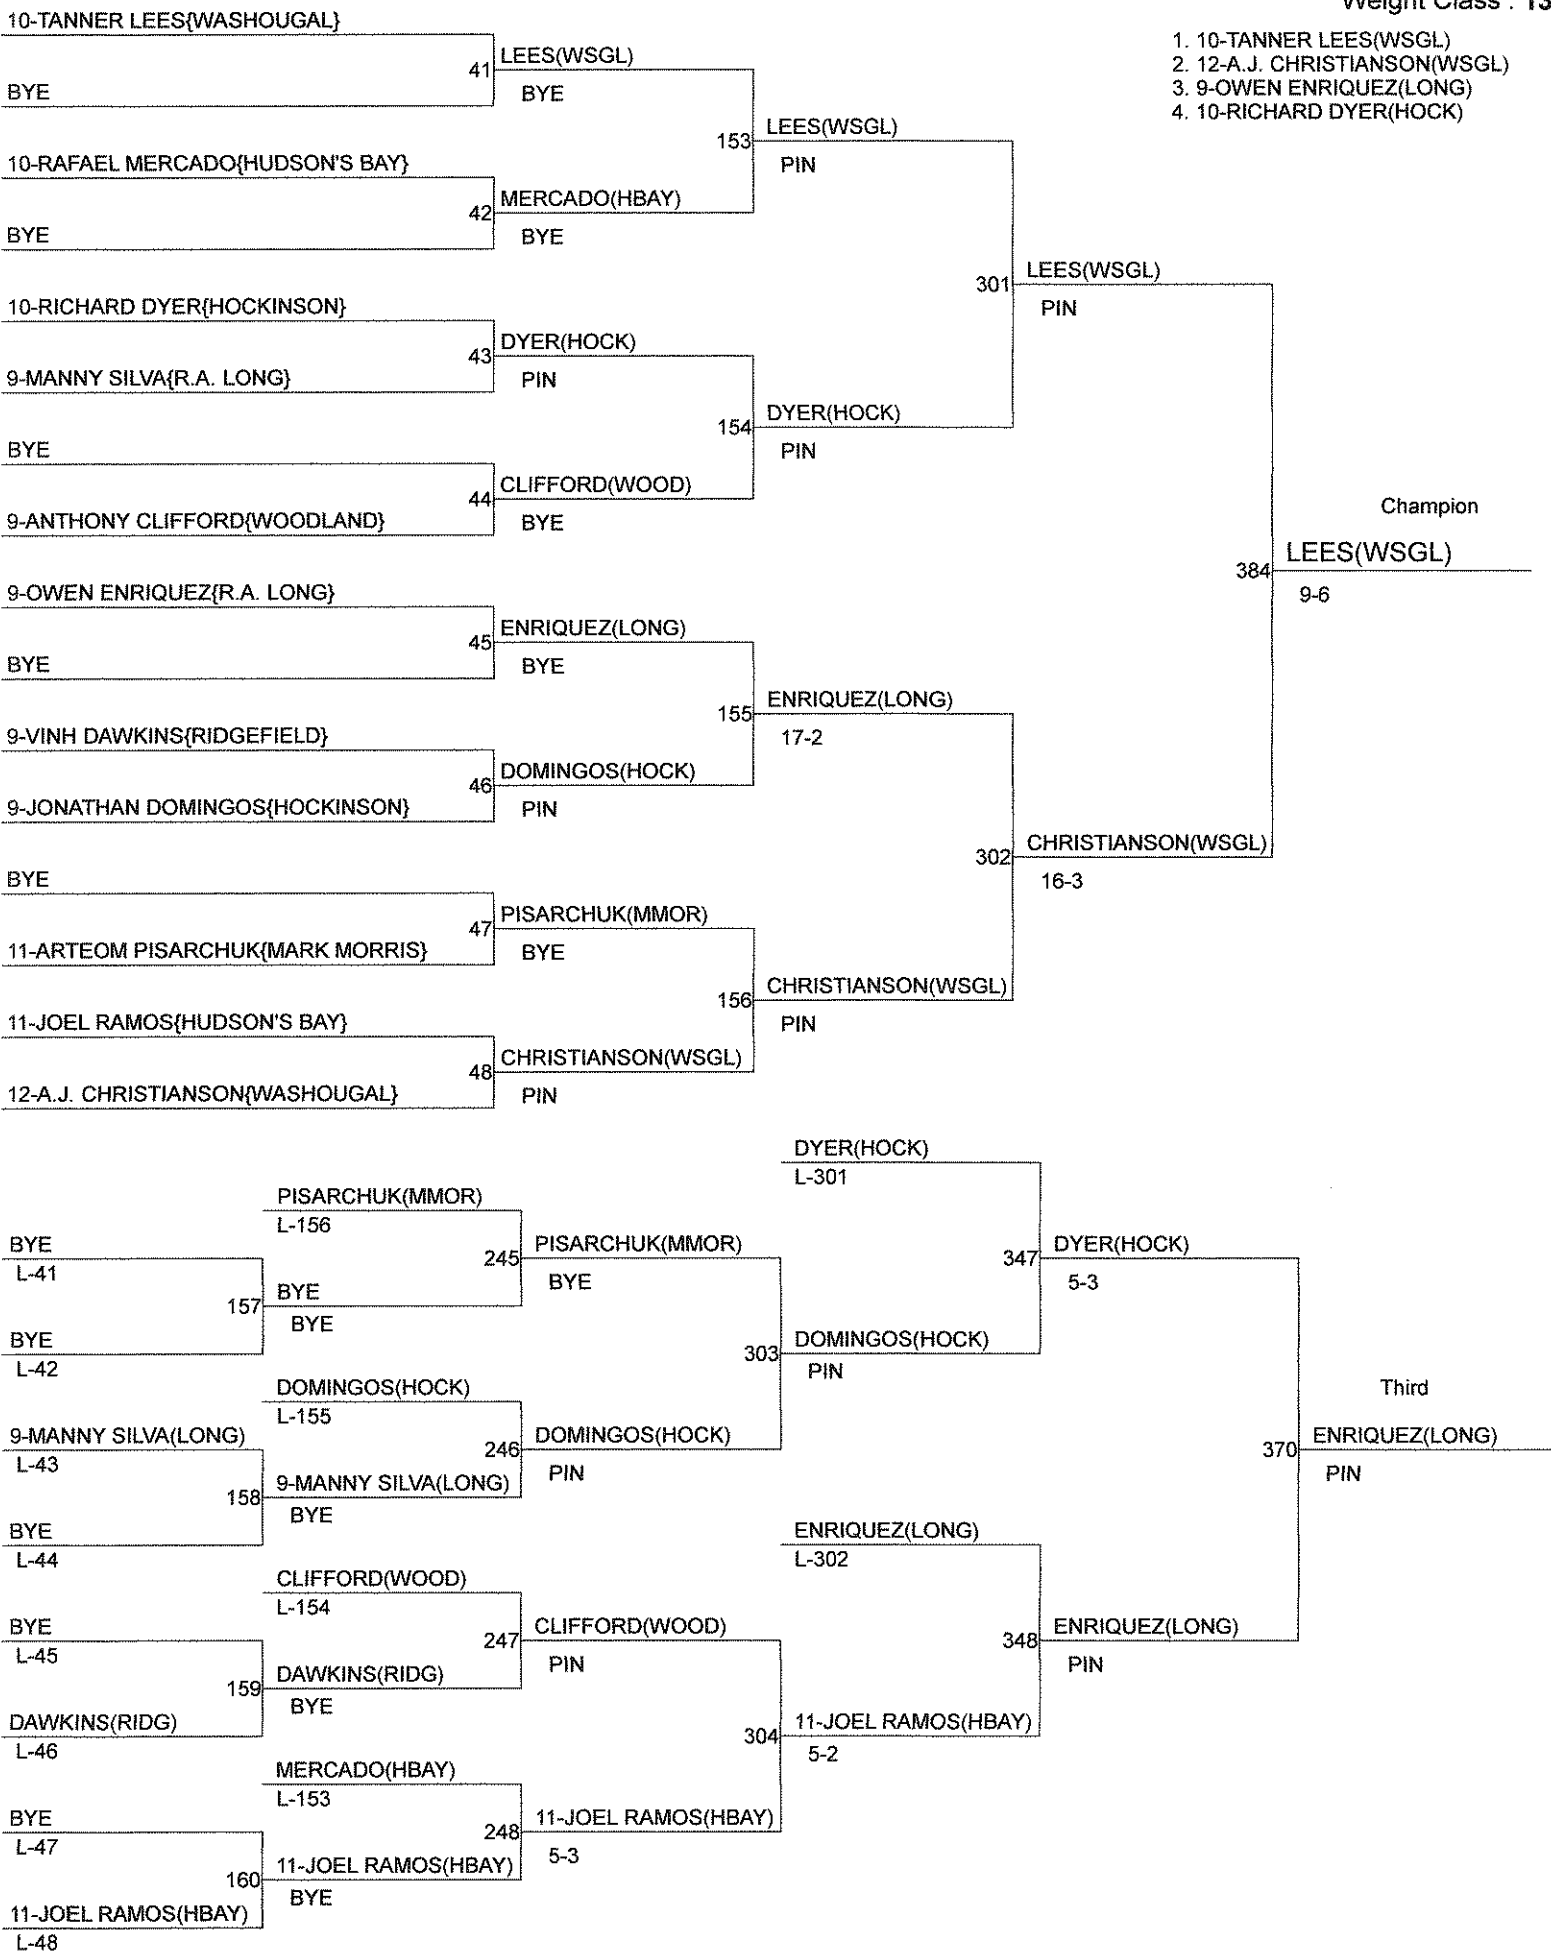 Weight Class : 13
1. 10-TANNER LEES(WSGL)
2. 12-A.J. CHRISTIANSON(WSGL)
3. 9-OWEN ENRIQUEZ(LONG)
4. 10-RICHARD DYER(HOCK)
10-TANNER LEES{WASHOUGAL}
41 LEES(WSGL)
BYE
BYE
153 LEES(WSGL)
PIN
10-RAFAEL MERCADO{HUDSON'S BAY}
42 MERCADO(HBAY)
BYE
BYE
301 LEES(WSGL)
PIN
10-RICHARD DYER{HOCKINSON}
43 DYER(HOCK)
PIN
9-MANNY SILVA{R.A. LONG}
154 DYER(HOCK)
PIN
BYE
44 CLIFFORD(WOOD)
BYE
9-ANTHONY CLIFFORD{WOODLAND}
Champion
384 LEES(WSGL)
9-6
9-OWEN ENRIQUEZ{R.A. LONG}
45 ENRIQUEZ(LONG)
BYE
BYE
155 ENRIQUEZ(LONG)
17-2
9-VINH DAWKINS{RIDGEFIELD}
46 DOMINGOS(HOCK)
PIN
9-JONATHAN DOMINGOS{HOCKINSON}
302 CHRISTIANSON(WSGL)
16-3
BYE
47 PISARCHUK(MMOR)
BYE
11-ARTEOM PISARCHUK{MARK MORRIS}
156 CHRISTIANSON(WSGL)
PIN
11-JOEL RAMOS{HUDSON'S BAY}
48 CHRISTIANSON(WSGL)
PIN
12-A.J. CHRISTIANSON{WASHOUGAL}
DYER(HOCK)
L-301
PISARCHUK(MMOR)
L-156
245 PISARCHUK(MMOR)
BYE
347 DYER(HOCK)
5-3
BYE
L-41
157 BYE
BYE
BYE
L-42
303 DOMINGOS(HOCK)
PIN
DOMINGOS(HOCK)
L-155
246 DOMINGOS(HOCK)
PIN
9-MANNY SILVA(LONG)
L-43
158 9-MANNY SILVA(LONG)
BYE
BYE
L-44
Third
370 ENRIQUEZ(LONG)
PIN
ENRIQUEZ(LONG)
L-302
CLIFFORD(WOOD)
L-154
247 CLIFFORD(WOOD)
PIN
348 ENRIQUEZ(LONG)
PIN
BYE
L-45
159 DAWKINS(RIDG)
BYE
DAWKINS(RIDG)
L-46
304 11-JOEL RAMOS(HBAY)
5-2
MERCADO(HBAY)
L-153
248 11-JOEL RAMOS(HBAY)
5-3
BYE
L-47
160 11-JOEL RAMOS(HBAY)
BYE
11-JOEL RAMOS(HBAY)
L-48